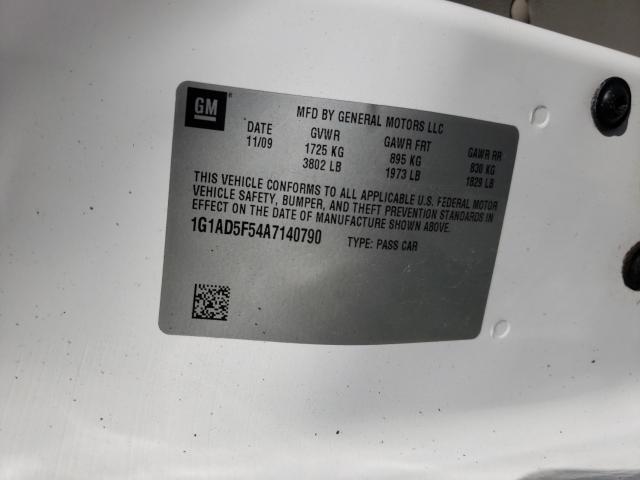 GM
MFD BY GENERAL MOTORS LLC
DATE GVWR GAWR FRT GAWR RR
11/09 1725 KG 895 KG 830 KG
3802 LB 1973 LB 1829 LB
THIS VEHICLE CONFORMS TO ALL APPLICABLE U.S. FEDERAL MOTOR
VEHICLE SAFETY, BUMPER, AND THEFT PREVENTION STANDARDS IN
EFFECT ON THE DATE OF MANUFACTURE SHOWN ABOVE.
1G1AD5F54A7140790 TYPE: PASS CAR